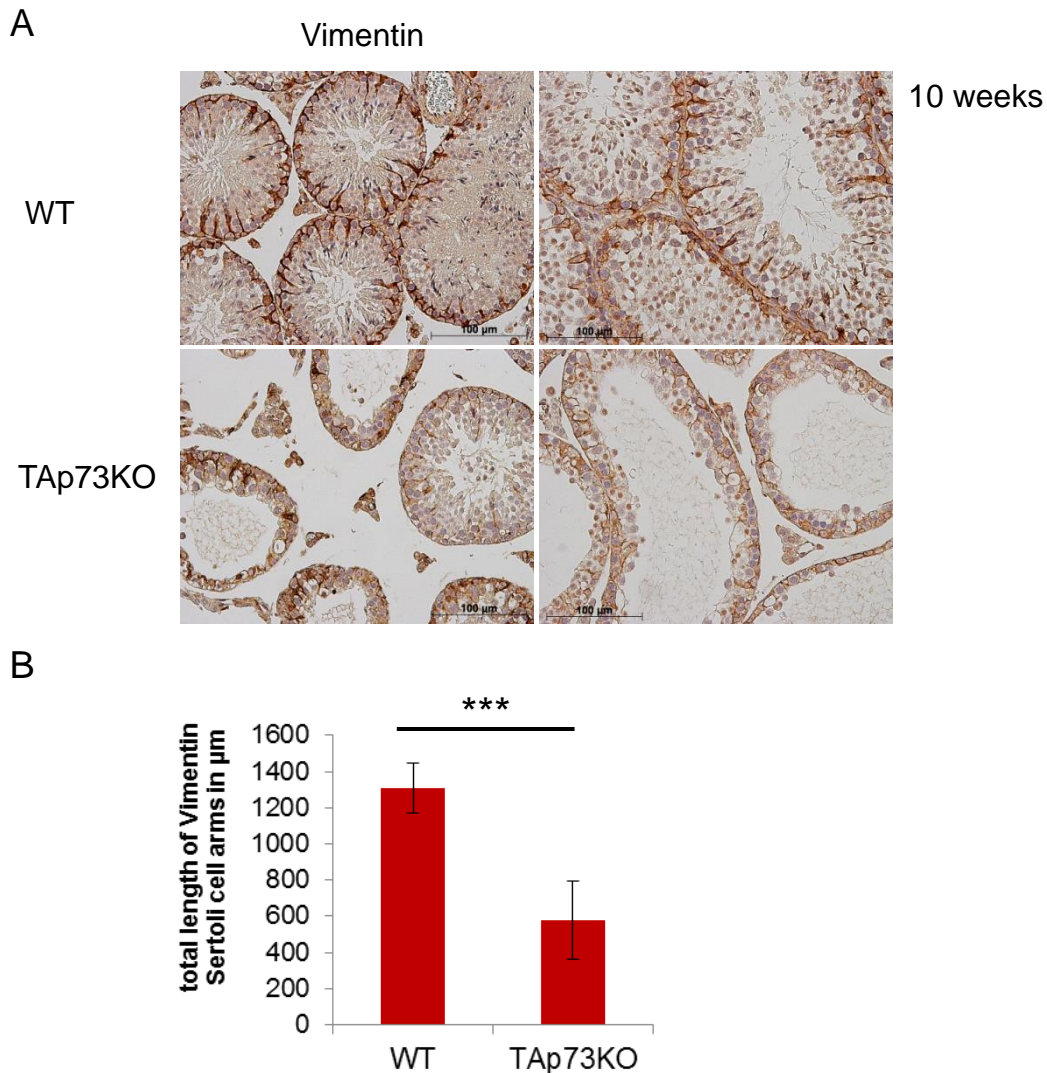 A
Vimentin
10 weeks
WT
100 µm
100 µm
TAp73KO
100 µm
100 µm
B
***
total length of Vimentin
Sertoli cell arms in µm
1600
1400
1200
1000
800
600
400
200
0
WT
TAp73KO